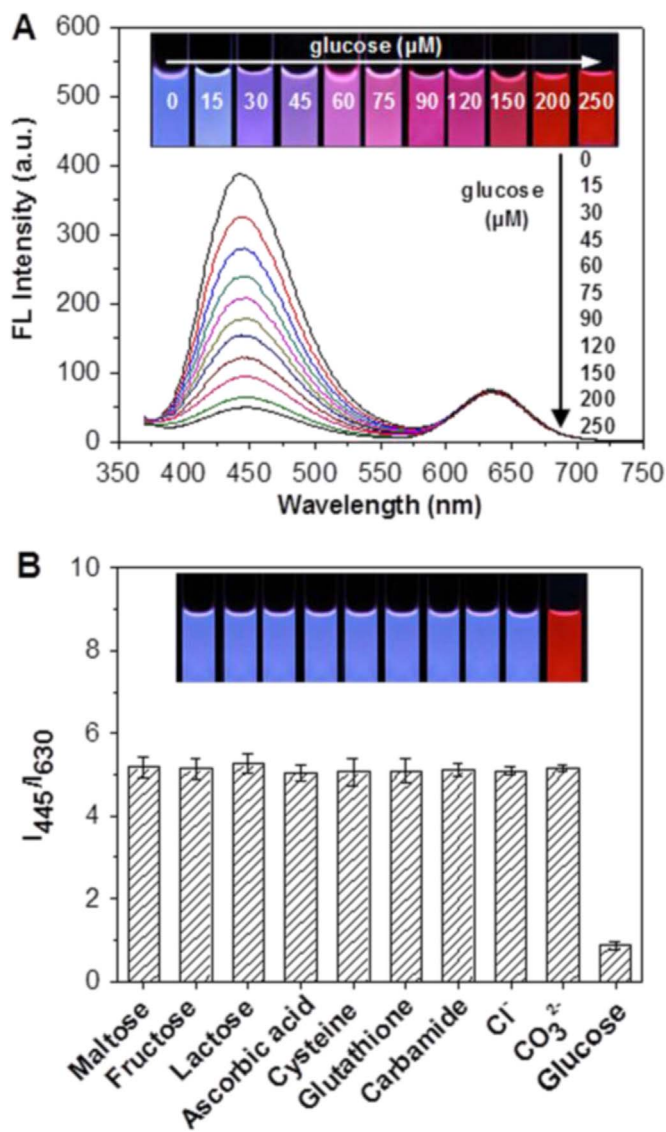 A
600
500
400
300
200
100
0
FL Intensity (a.u.)
glucose (µM)
0 15 30 45 60 75 90 120 150 200 250
glucose
(µM)
0
15
30
45
60
75
90
120
150
200
250
350 400 450 500 550 600 650 700 750
Wavelength (nm)
B
10
8
6
4
2
0
I445/I630
Maltose
Fructose
Lactose
Ascorbic acid
Cysteine
Glutathione
Carbamide
Cl⁻
CO₃²⁻
Glucose